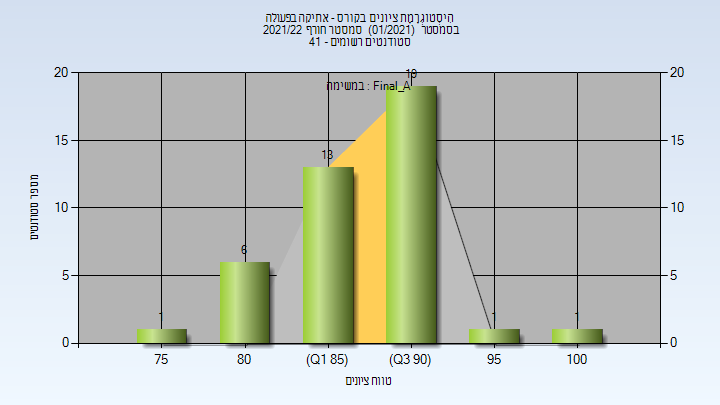 היסטוגרמת ציונים בקורס - אתיקה בפעולה
בסמסטר (01/2021) סמסטר חורף 2021/22
סטודנטים רשומים - 41
במשימה : Final_A
מספר סטודנטים
20
15
10
5
0
20
15
10
5
0
1
6
13
19
1
1
75
80
(Q1 85)
(Q3 90)
95
100
טווח ציונים